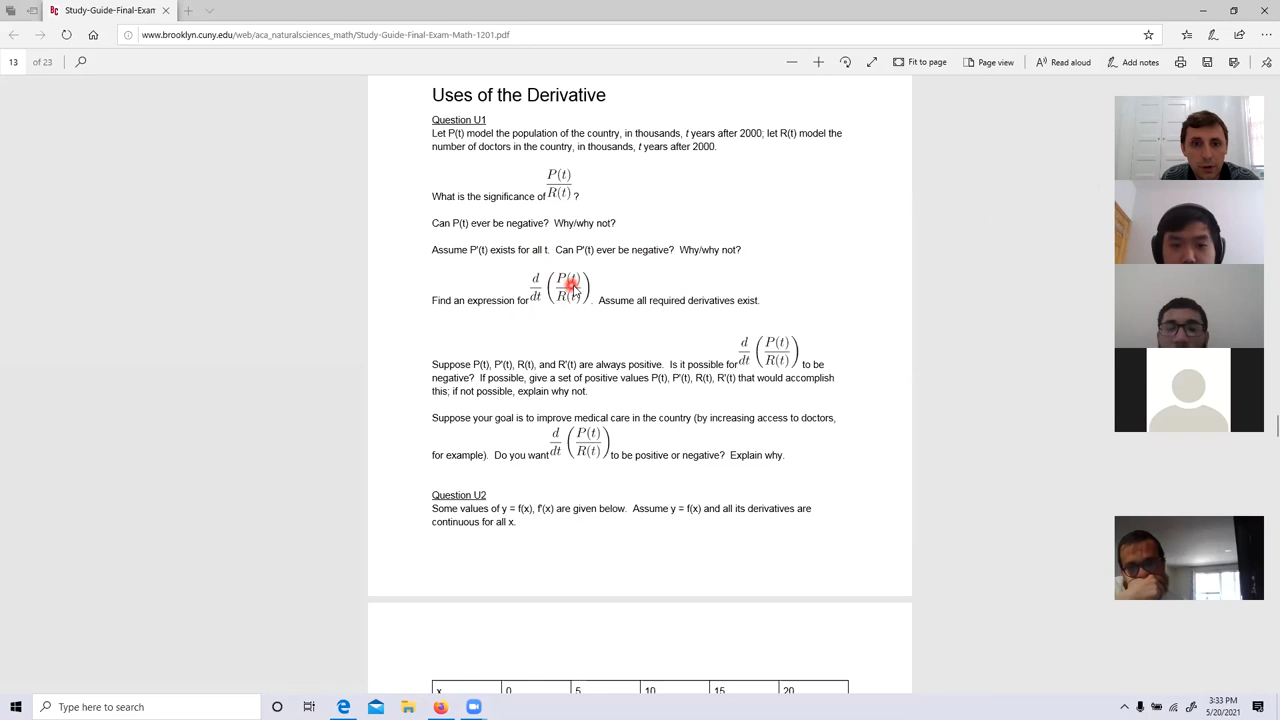 Study-Guide-Final-Exam
www.brooklyn.cuny.edu/web/aca_naturalsciences_math/Study-Guide-Final-Exam-Math-1201.pdf
13 of 23
Fit to page
Page view
Read aloud
Add notes
Uses of the Derivative
Question U1
Let P(t) model the population of the country, in thousands, t years after 2000; let R(t) model the
number of doctors in the country, in thousands, t years after 2000.
What is the significance of P(t)/R(t) ?
Can P(t) ever be negative? Why/why not?
Assume P'(t) exists for all t. Can P'(t) ever be negative? Why/why not?
Find an expression for d/dt (P(t)/R(t)). Assume all required derivatives exist.
Suppose P(t), P'(t), R(t), and R'(t) are always positive. Is it possible for d/dt (P(t)/R(t)) to be
negative? If possible, give a set of positive values P(t), P'(t), R(t), R'(t) that would accomplish
this; if not possible, explain why not.
Suppose your goal is to improve medical care in the country (by increasing access to doctors,
for example). Do you want d/dt (P(t)/R(t)) to be positive or negative? Explain why.
Question U2
Some values of y = f(x), f'(x) are given below. Assume y = f(x) and all its derivatives are
continuous for all x.
x 0 5 10 15 20
Type here to search
3:33 PM
5/20/2021